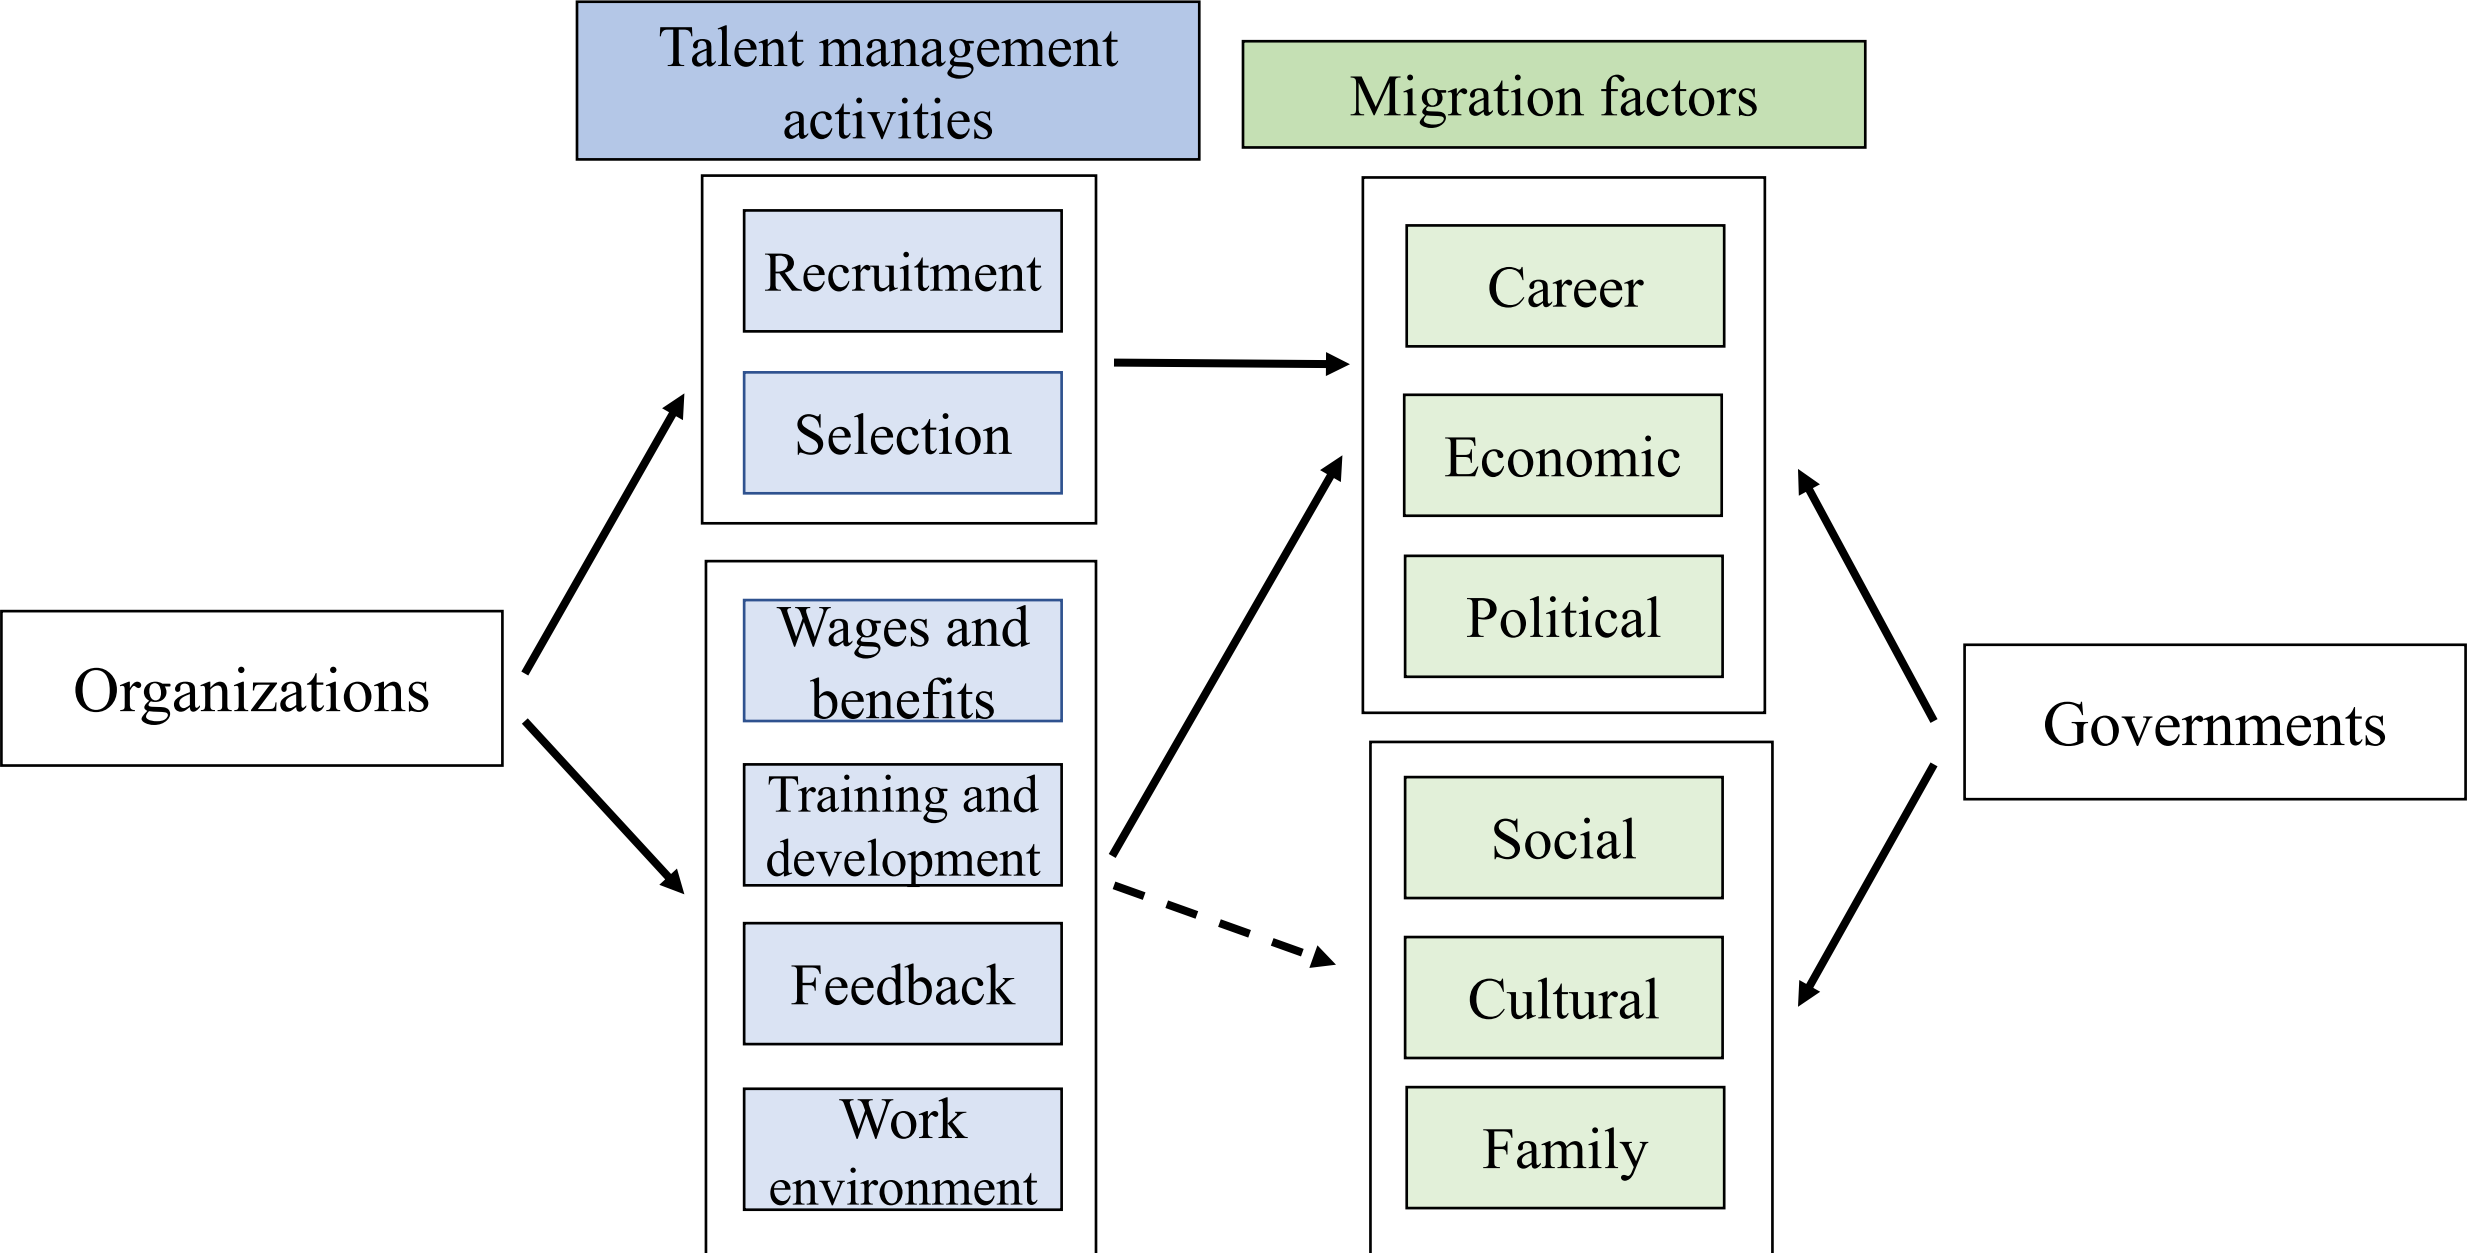 Talent management
activities
Migration factors
Recruitment
Selection
Wages and
benefits
Training and
development
Feedback
Work
environment
Career
Economic
Political
Social
Cultural
Family
Organizations
Governments